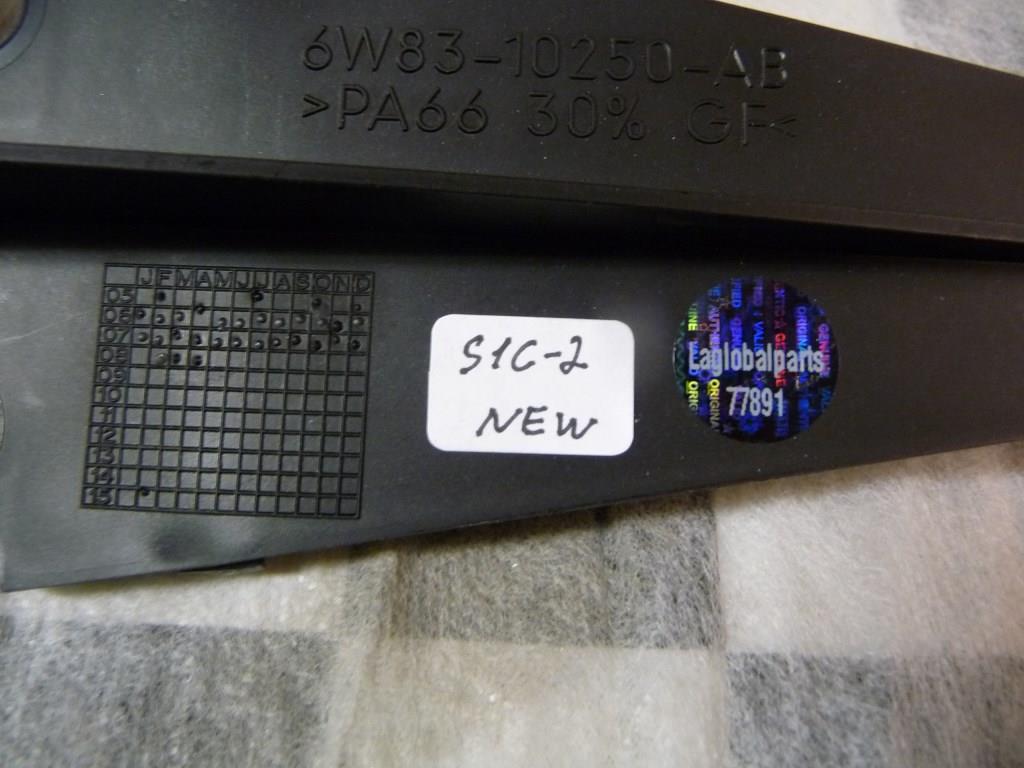 6W83-10250-AB
>PA66 30% GF<
JFMAMJJASOND
05
06
07
08
09
10
11
12
13
14
15
S1C-2
NEW
Laglobalparts
77891